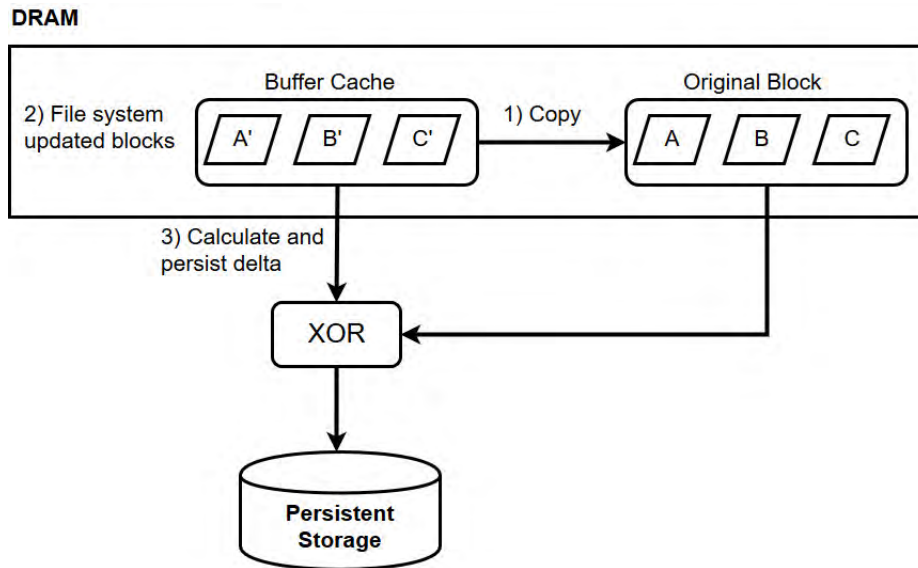 DRAM
Buffer Cache
Original Block
2) File system
updated blocks
1) Copy
A'
B'
C'
A
B
C
3) Calculate and
persist delta
XOR
Persistent
Storage